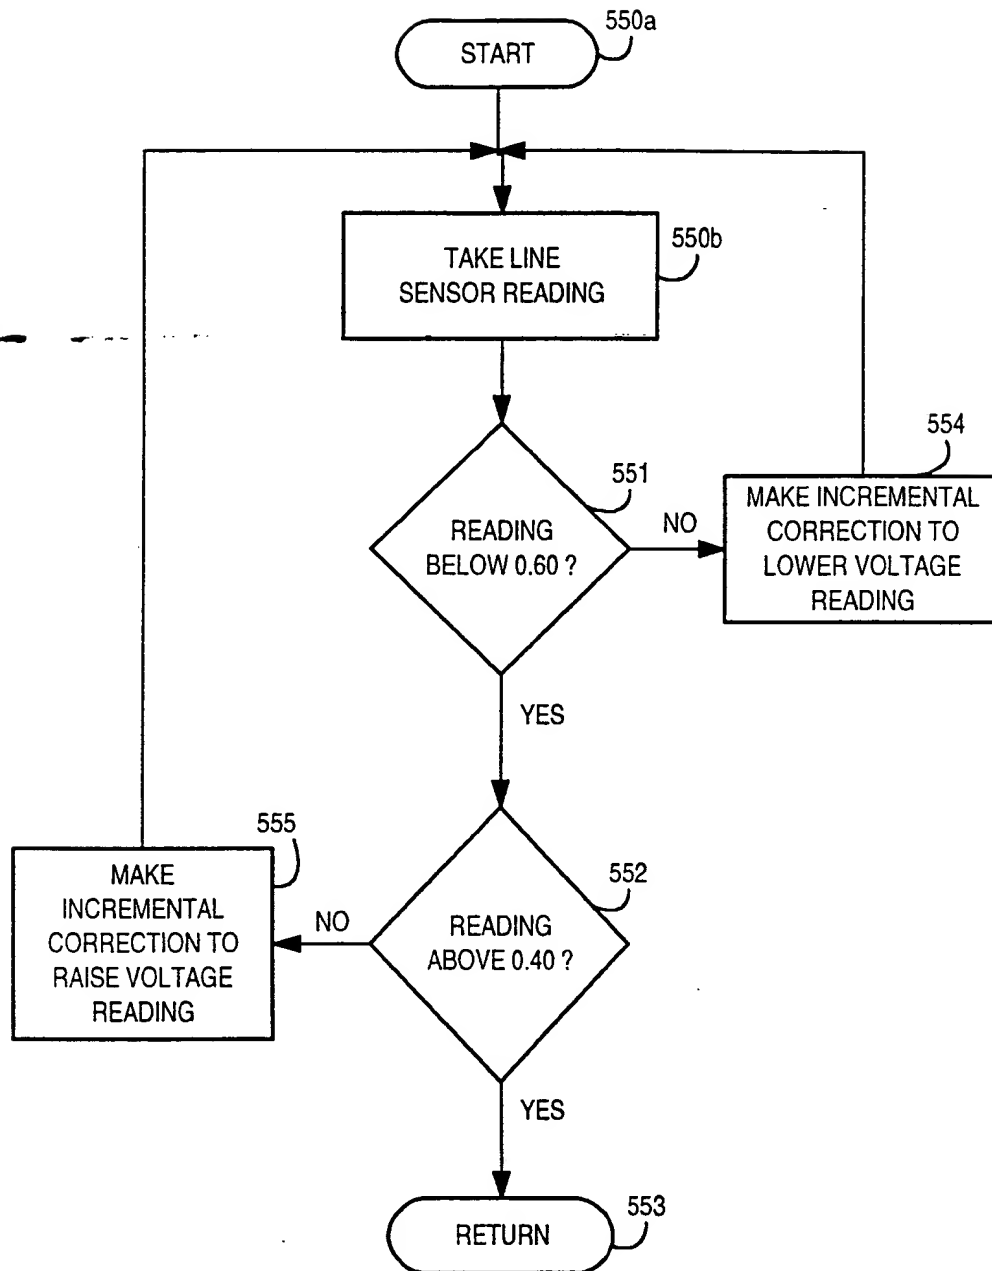 550a
START
TAKE LINE
SENSOR READING
550b
551
READING
BELOW 0.60 ?
NO
554
MAKE INCREMENTAL
CORRECTION TO
LOWER VOLTAGE
READING
YES
555
MAKE
INCREMENTAL
CORRECTION TO
RAISE VOLTAGE
READING
NO
552
READING
ABOVE 0.40 ?
YES
RETURN
553